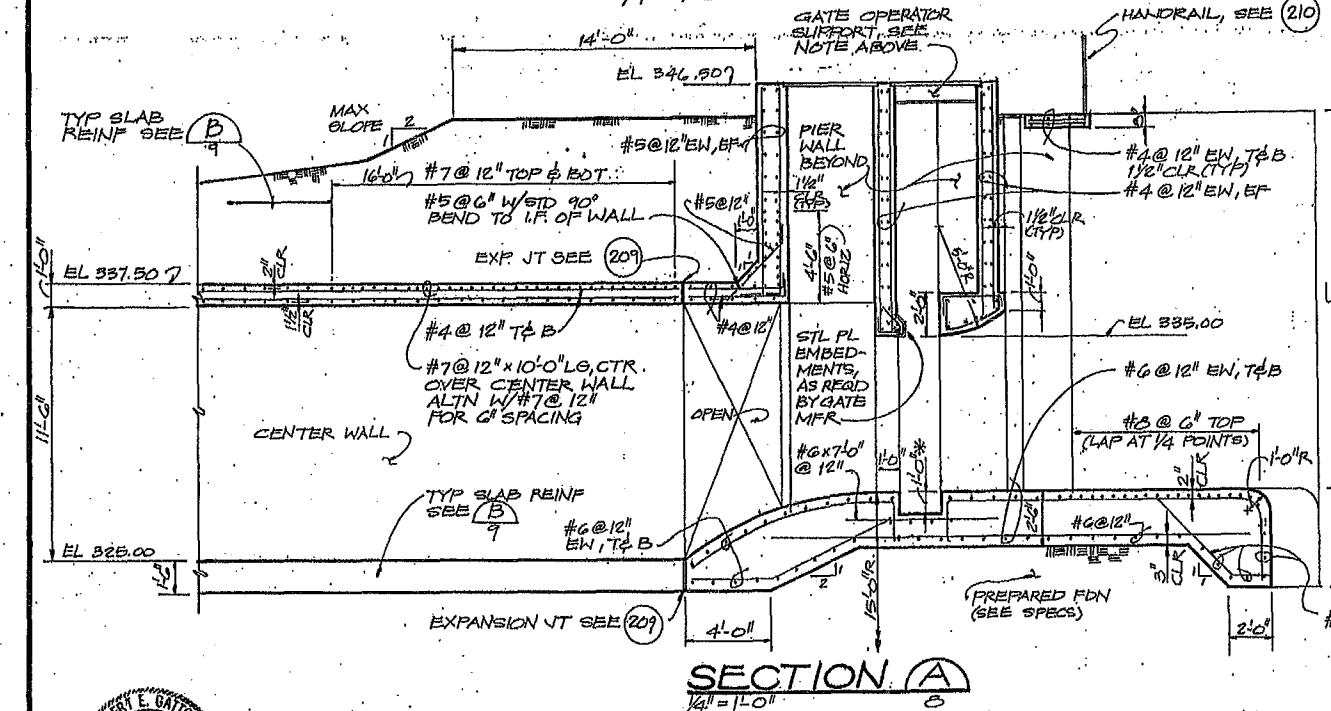 GATE OPERATOR
SUPPORT, SEE
NOTE ABOVE
HANDRAIL, SEE 210
14'-0"
EL 346.50
TYP SLAB
REINF SEE B
9
MAX
SLOPE
2
1
#5@12" EW, EF
PIER
WALL
BEYOND
1½"
CLR
(TYP)
#4@ 12" EW, T&B
1½" CLR (TYP)
#4@12" EW, EF
1½" CLR
(TYP)
16'-0"
#7@ 12" TOP & BOT.
#5@6" W/STD 90°
BEND TO I.F. OF WALL
#5@12"
1'-0"
4'-6"
#5@6"
HORIZ
EXP. JT SEE 209
EL 337.50
1'-0"
2"
CLR
1½"
CLR
5'-0"R
1'-0"
2'-0"
EL 335.00
#4@ 12" T&B
#4@12"
#7@12"x10'-0"LG, CTR.
OVER CENTER WALL
ALTN W/#7@ 12"
FOR 6" SPACING
STL PL
EMBED-
MENTS,
AS REQD
BY GATE
MFR
#6@12" EW, T&B
OPEN
CENTER WALL
11'-6"
#8 @ 6" TOP
(LAP AT 1/4 POINTS)
#6x7'-0"
@ 12"
1'-0"
1'-0"*
2"
CLR
1'-0"R
TYP SLAB REINF
SEE B
9
#6@12"
EW, T&B
2'-6"
#6@12"
EL 325.00
1'-6"
2
1
3"
CLR
1
1
PREPARED FDN
(SEE SPECS)
EXPANSION JT SEE 209
4'-0"
15'-0"R
2'-0"
#
SECTION A
8
1/4"=1'-0"